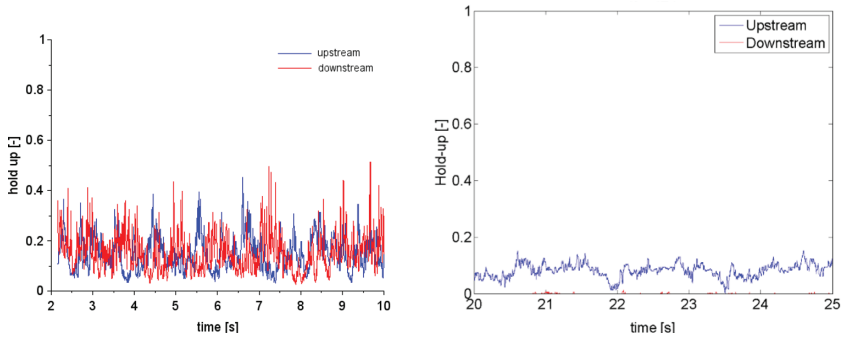 1
0.8
0.6
0.4
0.2
0
hold up [-]
upstream
downstream
2 3 4 5 6 7 8 9 10
time [s]
1
0.8
0.6
0.4
0.2
0
Hold-up [-]
Upstream
Downstream
20 21 22 23 24 25
time [s]